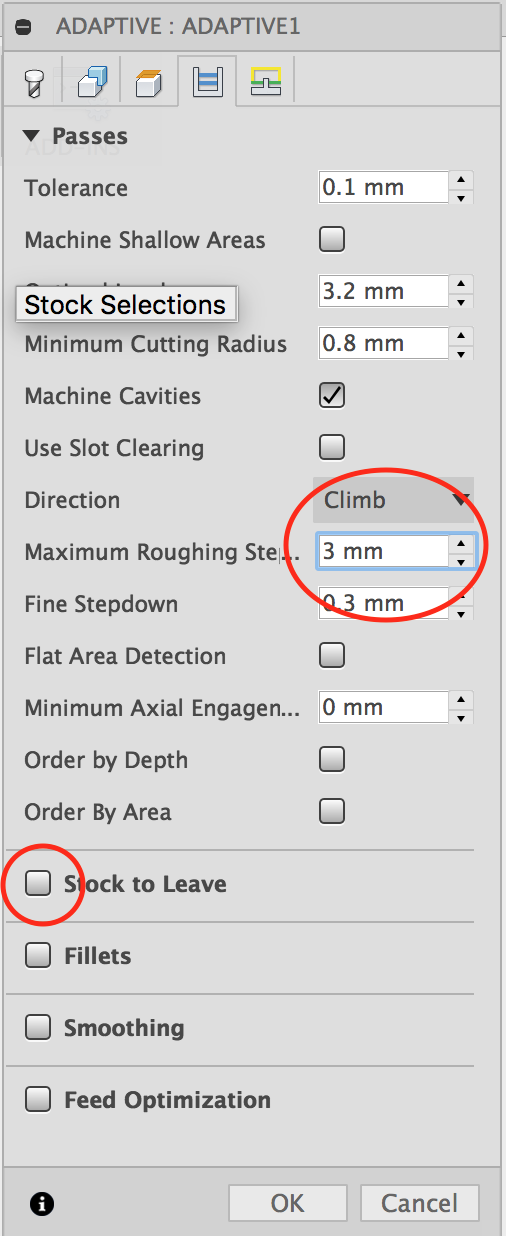 ADAPTIVE : ADAPTIVE1
Passes
Tolerance 0.1 mm
Machine Shallow Areas
3.2 mm
Stock Selections
Minimum Cutting Radius 0.8 mm
Machine Cavities
Use Slot Clearing
Direction Climb
Maximum Roughing Step... 3 mm
Fine Stepdown 0.3 mm
Flat Area Detection
Minimum Axial Engagem... 0 mm
Order by Depth
Order By Area
Stock to Leave
Fillets
Smoothing
Feed Optimization
OK Cancel